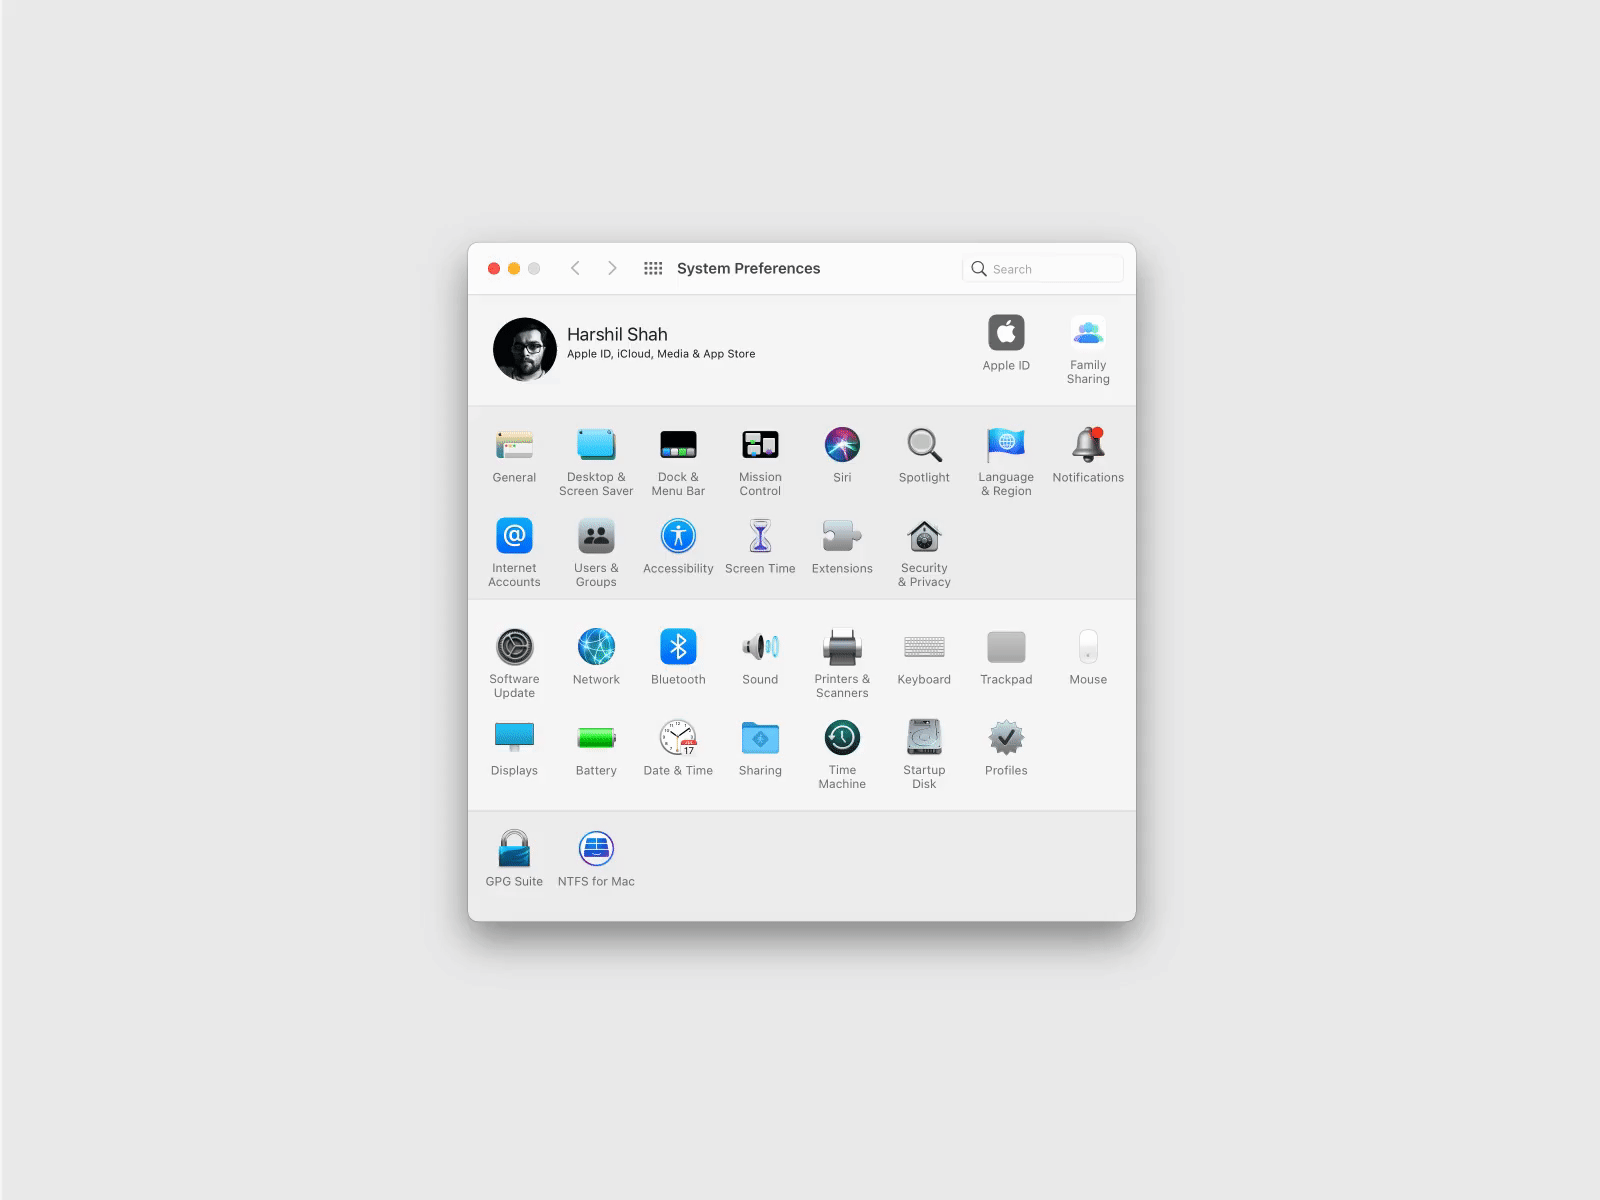 System Preferences
Search
Harshil Shah
Apple ID, iCloud, Media & App Store
Apple ID
Family
Sharing
General
Desktop &
Screen Saver
Dock &
Menu Bar
Mission
Control
Siri
Spotlight
Language
& Region
Notifications
@
Internet
Accounts
Users &
Groups
Accessibility
Screen Time
Extensions
Security
& Privacy
Software
Update
Network
Bluetooth
Sound
Printers &
Scanners
Keyboard
Trackpad
Mouse
Displays
Battery
17
Date & Time
Sharing
Time
Machine
Startup
Disk
Profiles
GPG Suite
NTFS for Mac